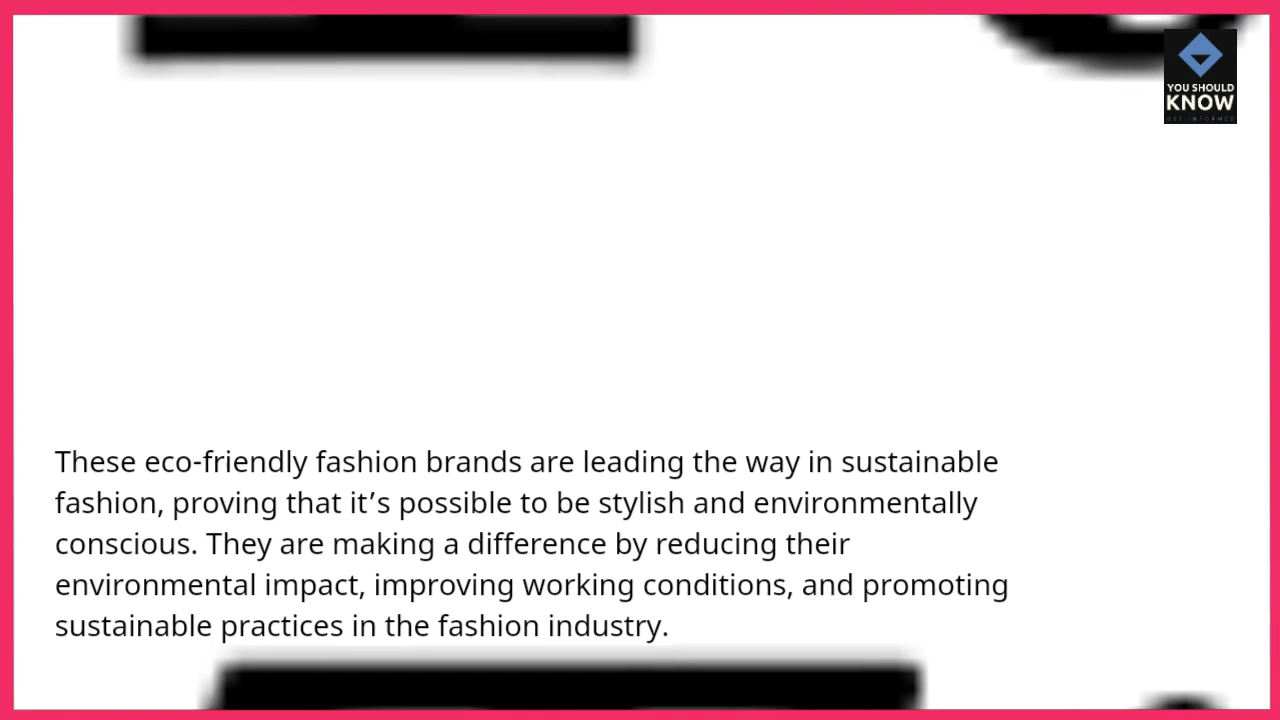 YOU SHOULD
KNOW
GET INFORMED
These eco-friendly fashion brands are leading the way in sustainable
fashion, proving that it’s possible to be stylish and environmentally
conscious. They are making a difference by reducing their
environmental impact, improving working conditions, and promoting
sustainable practices in the fashion industry.